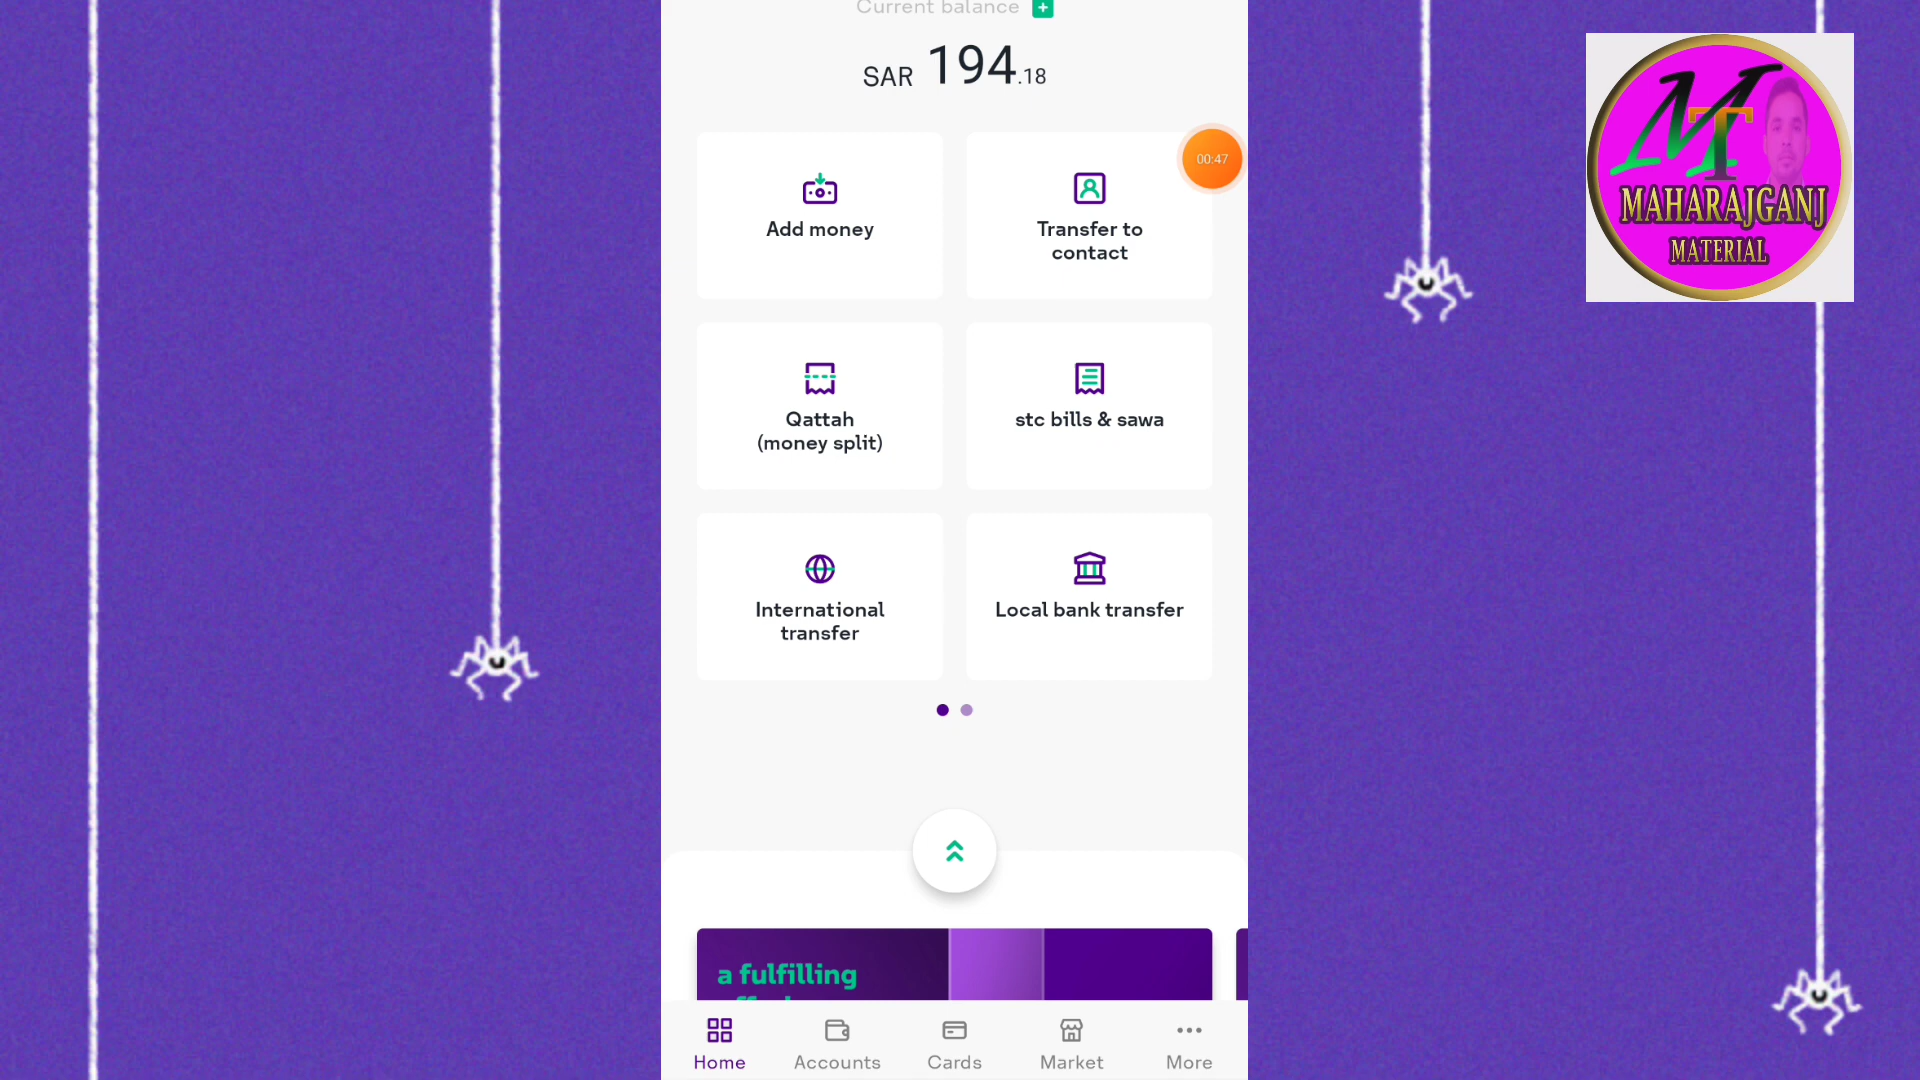 Current balance
SAR 194.18
00:47
Add money
Transfer to
contact
Qattah
(money split)
stc bills & sawa
International
transfer
Local bank transfer
a fulfilling
Home
Accounts
Cards
Market
More
MT
MAHARAJGANJ
MATERIAL